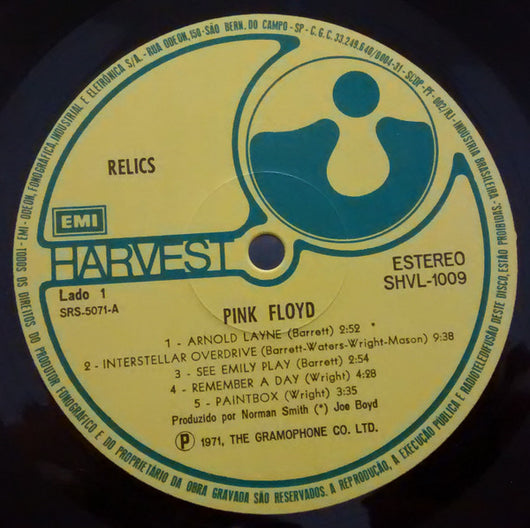 TODOS OS DIREITOS DO PRODUTOR FONOGRÁFICO E DO PROPRIETÁRIO DA OBRA GRAVADA SÃO RESERVADOS. A REPRODUÇÃO, A EXECUÇÃO PÚBLICA E RADIOTELEDIFUSÃO DESTE DISCO, ESTÃO PROIBIDAS.
EMI - ODEON, FONOGRÁFICA, INDUSTRIAL E ELETRÔNICA S/A. - RUA ODEON, 150 - SÃO BERN. DO CAMPO - SP - C.G.C. 33.249.640/0004-31 - SCDP - PF - 002/RJ - INDÚSTRIA BRASILEIRA
RELICS
EMI
HARVEST
ESTEREO
SHVL-1009
Lado 1
SRS-5071-A
PINK FLOYD
1 - ARNOLD LAYNE (Barrett) 2:52 *
2 - INTERSTELLAR OVERDRIVE (Barrett-Waters-Wright-Mason) 9:38
3 - SEE EMILY PLAY (Barrett) 2:54
4 - REMEMBER A DAY (Wright) 4:28
5 - PAINTBOX (Wright) 3:35
Produzido por Norman Smith (*) Joe Boyd
Ⓟ 1971, THE GRAMOPHONE CO. LTD.